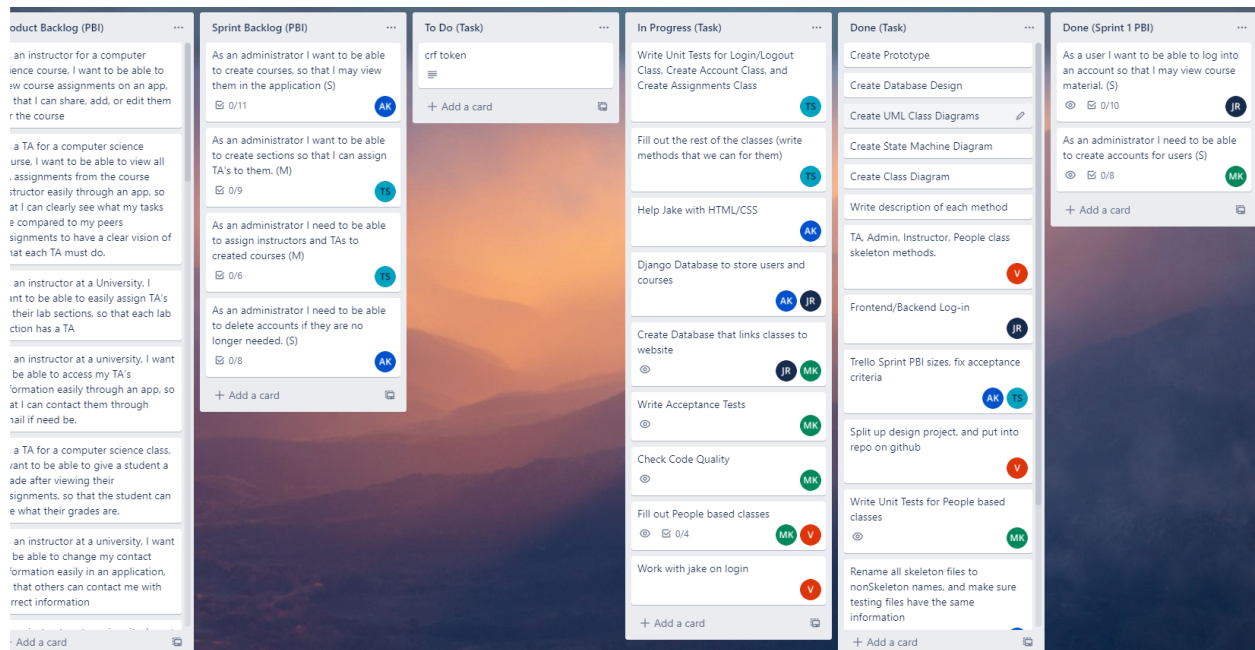 oduct Backlog (PBI)
an instructor for a computer
ience course, I want to be able to
ew course assignments on an app,
that I can share, add, or edit them
r the course
a TA for a computer science
urse, I want to be able to view all
assignments from the course
structor easily through an app, so
at I can clearly see what my tasks
e compared to my peers
signments to have a clear vision of
hat each TA must do.
an instructor at a University, I
ant to be able to easily assign TA's
their lab sections, so that each lab
ction has a TA
an instructor at a university, I want
be able to access my TA's
formation easily through an app, so
at I can contact them through
nail if need be.
a TA for a computer science class,
want to be able to give a student a
ade after viewing their
signments, so that the student can
e what their grades are.
an instructor at a university, I want
be able to change my contact
formation easily in an application,
that others can contact me with
rrect information
Add a card
Sprint Backlog (PBI)
As an administrator I want to be able
to create courses, so that I may view
them in the application (S)
0/11
AK
As an administrator I want to be able
to create sections so that I can assign
TA's to them. (M)
0/9
TS
As an administrator I need to be able
to assign instructors and TAs to
created courses (M)
0/6
TS
As an administrator I need to be able
to delete accounts if they are no
longer needed. (S)
0/8
AK
+ Add a card
To Do (Task)
crf token
+ Add a card
In Progress (Task)
Write Unit Tests for Login/Logout
Class, Create Account Class, and
Create Assignments Class
TS
Fill out the rest of the classes (write
methods that we can for them)
TS
Help Jake with HTML/CSS
AK
Django Database to store users and
courses
AK JR
Create Database that links classes to
website
JR MK
Write Acceptance Tests
MK
Check Code Quality
MK
Fill out People based classes
0/4
MK V
Work with jake on login
V
+ Add a card
Done (Task)
Create Prototype
Create Database Design
Create UML Class Diagrams
Create State Machine Diagram
Create Class Diagram
Write description of each method
TA, Admin, Instructor, People class
skeleton methods.
V
Frontend/Backend Log-in
JR
Trello Sprint PBI sizes, fix acceptance
criteria
AK TS
Split up design project, and put into
repo on github
V
Write Unit Tests for People based
classes
MK
Rename all skeleton files to
nonSkeleton names, and make sure
testing files have the same
information
+ Add a card
Done (Sprint 1 PBI)
As a user I want to be able to log into
an account so that I may view course
material. (S)
0/10
JR
As an administrator I need to be able
to create accounts for users (S)
0/8
MK
+ Add a card